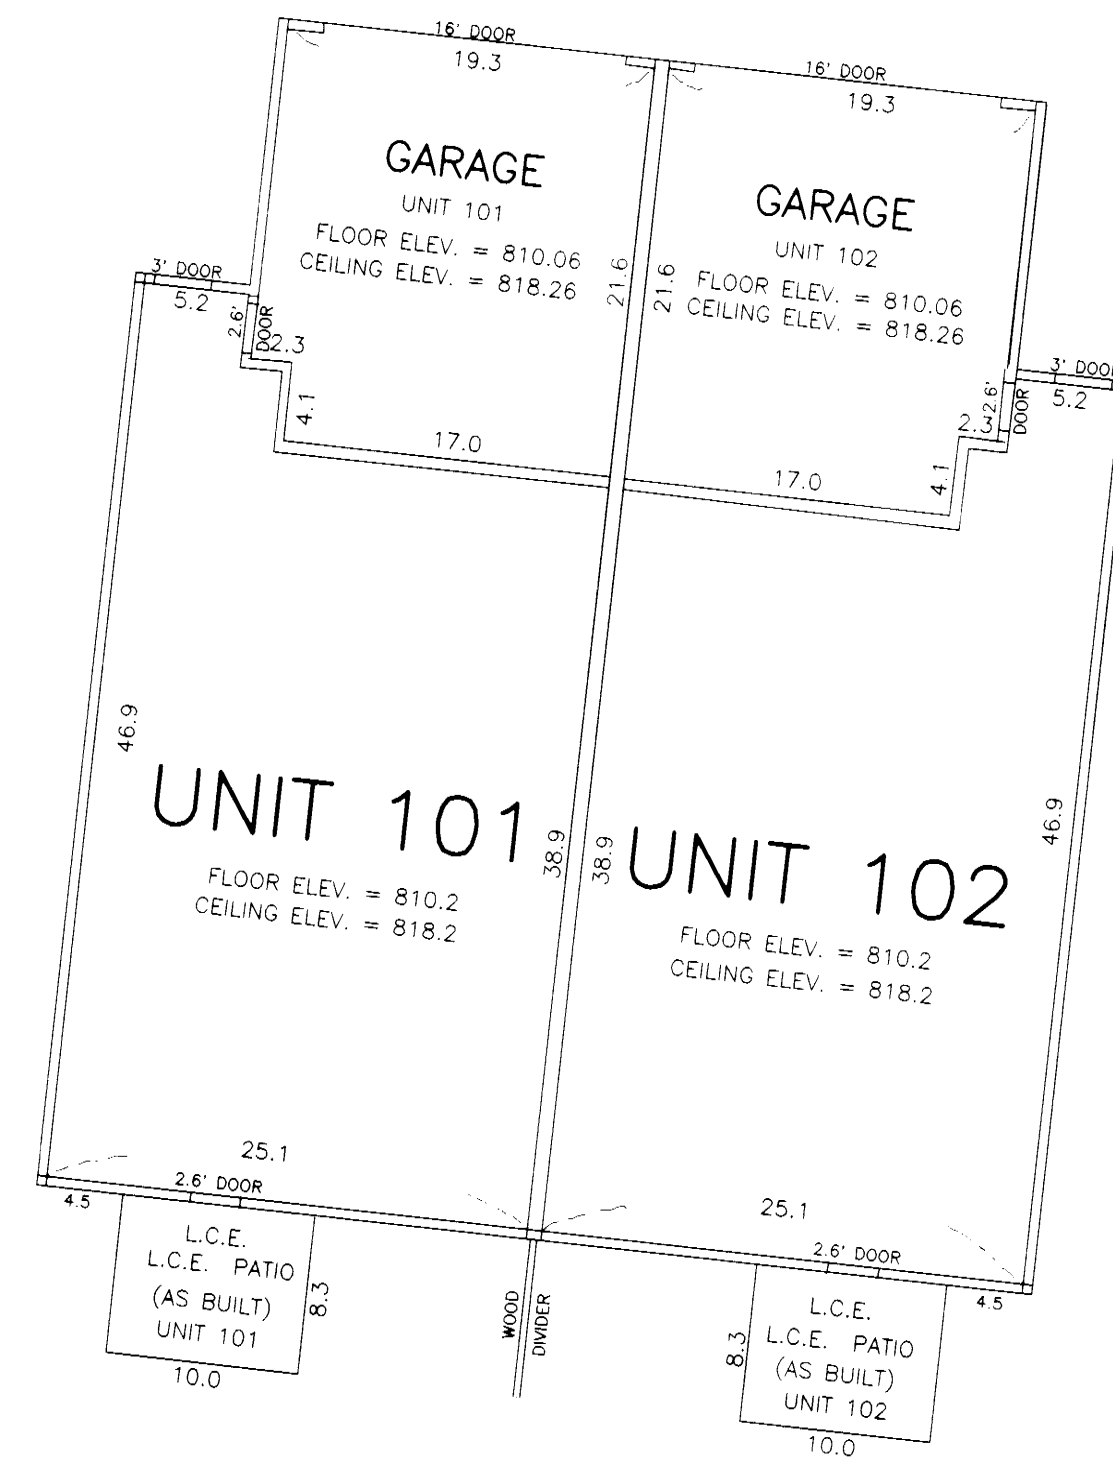 16' DOOR
19.3
16' DOOR
19.3
GARAGE
UNIT 101
FLOOR ELEV. = 810.06
CEILING ELEV. = 818.26
21.6
GARAGE
UNIT 102
FLOOR ELEV. = 810.06
CEILING ELEV. = 818.26
21.6
3' DOOR
5.2
2.6'
DOOR
2.3
4.1
17.0
3' DOOR
5.2
2.6'
DOOR
2.3
4.1
17.0
46.9
UNIT 101
FLOOR ELEV. = 810.2
CEILING ELEV. = 818.2
38.9
38.9
UNIT 102
FLOOR ELEV. = 810.2
CEILING ELEV. = 818.2
46.9
25.1
2.6' DOOR
4.5
L.C.E.
L.C.E. PATIO
(AS BUILT)
UNIT 101
8.3
10.0
WOOD
DIVIDER
25.1
2.6' DOOR
4.5
L.C.E.
L.C.E. PATIO
(AS BUILT)
UNIT 102
8.3
10.0